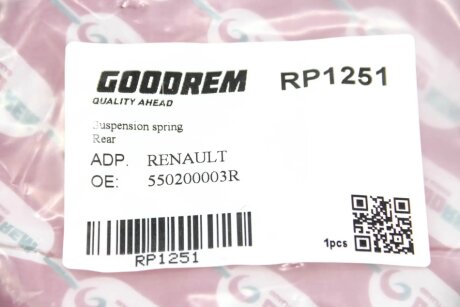 GOODREM
RP1251
QUALITY AHEAD
Suspension spring
Rear
ADP. RENAULT
OE: 550200003R
RP1251
1pcs